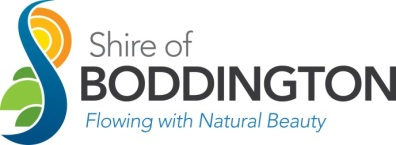 Shire of
BODDINGTON
Flowing with Natural Beauty